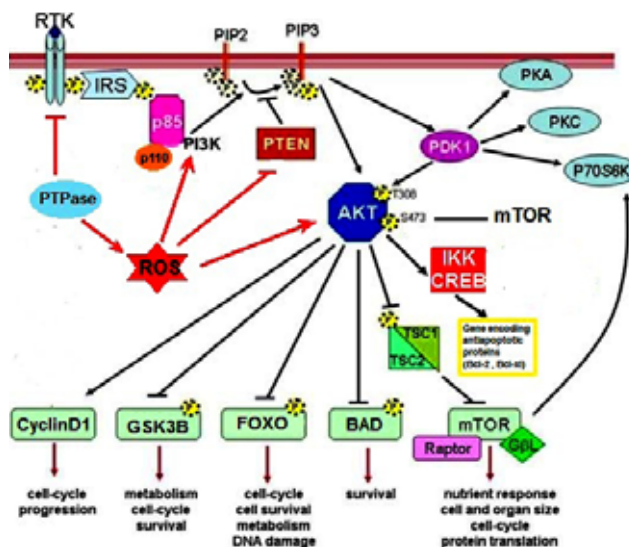 RTK
PIP2
PIP3
IRS
PKA
p85
PI3K
p110
PTEN
PDK1
PKC
P70S6K
PTPase
T308
AKT
S473
mTOR
ROS
IKK
CREB
TSC1
TSC2
Gene encoding
antiapoptotic
proteins
CyclinD1
GSK3B
FOXO
BAD
mTOR
Raptor
GβL
cell-cycle
progression
metabolism
cell-cycle
survival
cell-cycle
cell survival
metabolism
DNA damage
survival
nutrient response
cell and organ size
cell-cycle
protein translation